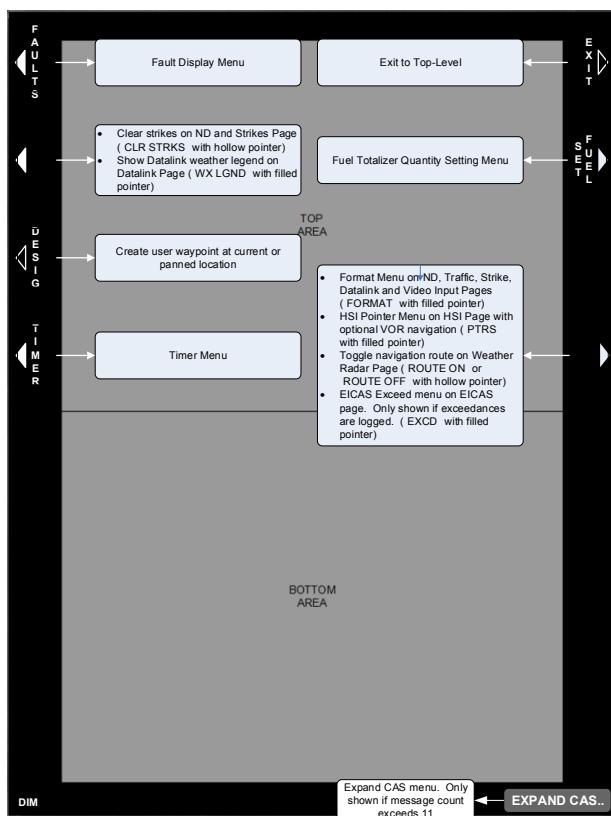 FAULTS
Fault Display Menu
Exit to Top-Level
EXIT
• Clear strikes on ND and Strikes Page
( CLR STRKS with hollow pointer)
• Show Datalink weather legend on
Datalink Page ( WX LGND with filled
pointer)
Fuel Totalizer Quantity Setting Menu
FUEL
SET
TOP
AREA
DESIG
Create user waypoint at current or
panned location
• Format Menu on ND, Traffic, Strike,
Datalink and Video Input Pages
( FORMAT with filled pointer)
• HSI Pointer Menu on HSI Page with
optional VOR navigation ( PTRS
with filled pointer)
• Toggle navigation route on Weather
Radar Page ( ROUTE ON or
ROUTE OFF with hollow pointer)
• EICAS Exceed menu on EICAS
page. Only shown if exceedances
are logged. ( EXCD with filled
pointer)
TIMER
Timer Menu
BOTTOM
AREA
DIM
Expand CAS menu. Only
shown if message count
exceeds 11
EXPAND CAS..